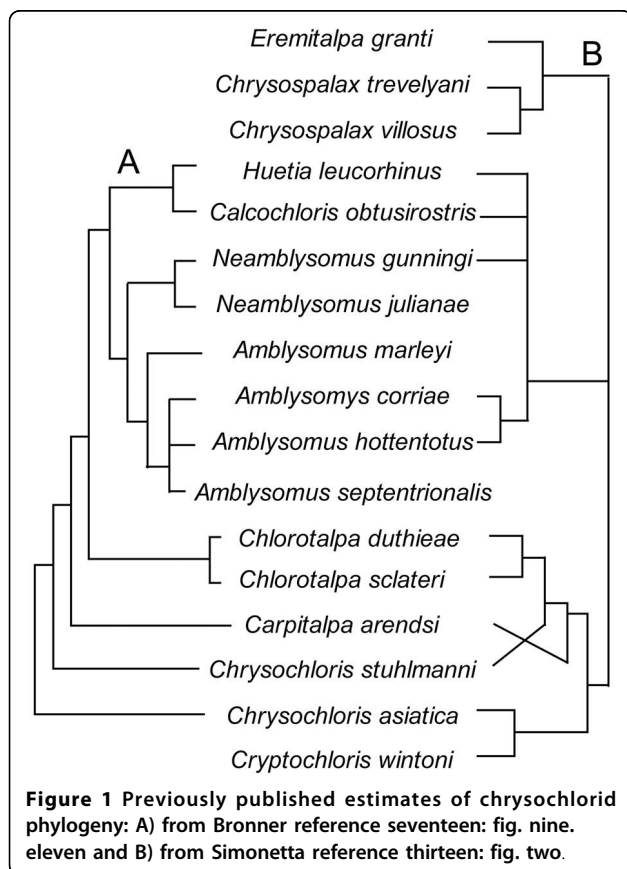 Eremitalpa granti
B
Chrysospalax trevelyani
Chrysospalax villosus
A
Huetia leucorhinus
Calcochloris obtusirostris
Neamblysomus gunningi
Neamblysomus julianae
Amblysomus marleyi
Amblysomys corriae
Amblysomus hottentotus
Amblysomus septentrionalis
Chlorotalpa duthieae
Chlorotalpa sclateri
Carpitalpa arendsi
Chrysochloris stuhlmanni
Chrysochloris asiatica
Cryptochloris wintoni
Figure 1 Previously published estimates of chrysochlorid
phylogeny: A) from Bronner reference seventeen: fig. nine.
eleven and B) from Simonetta reference thirteen: fig. two.